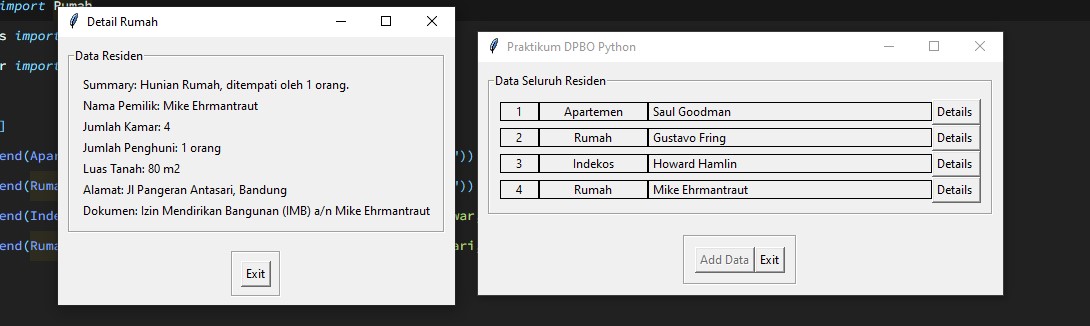 import Rumah
s import
r import
]
end(Apar
end(Ruma
end(Inde
end(Ruma
Detail Rumah
Data Residen
Summary: Hunian Rumah, ditempati oleh 1 orang.
Nama Pemilik: Mike Ehrmantraut
Jumlah Kamar: 4
Jumlah Penghuni: 1 orang
Luas Tanah: 80 m2
Alamat: Jl Pangeran Antasari, Bandung
Dokumen: Izin Mendirikan Bangunan (IMB) a/n Mike Ehrmantraut
Exit
"))
"))
war
ari
Praktikum DPBO Python
Data Seluruh Residen
1 Apartemen Saul Goodman Details
2 Rumah Gustavo Fring Details
3 Indekos Howard Hamlin Details
4 Rumah Mike Ehrmantraut Details
Add Data Exit